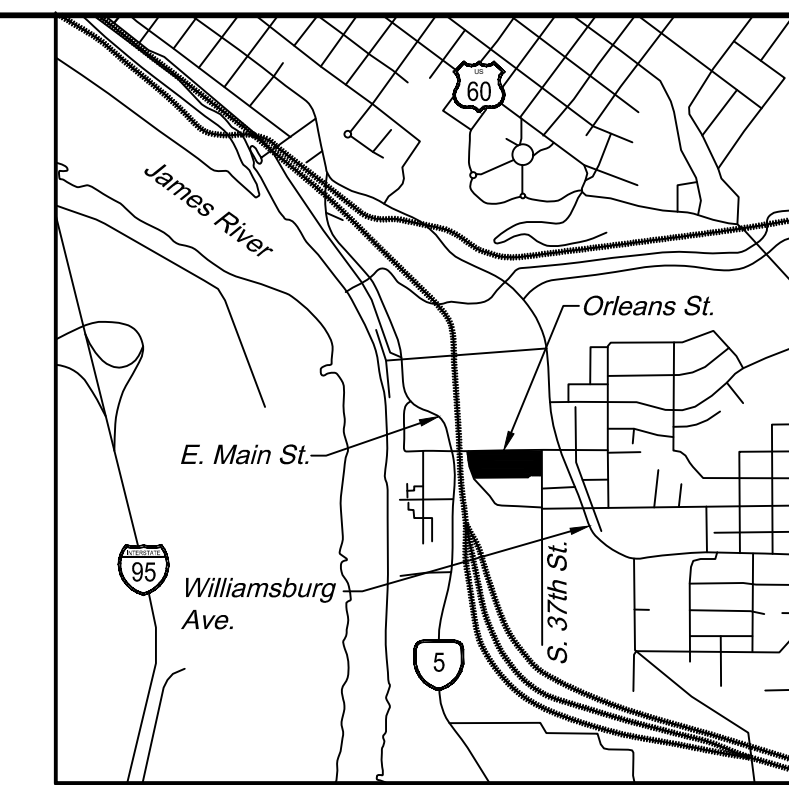 US
60
James River
Orleans St.
E. Main St.
INTERSTATE
95
Williamsburg
Ave.
S. 37th St.
5